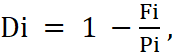 Di = 1 − Fi/Pi ,